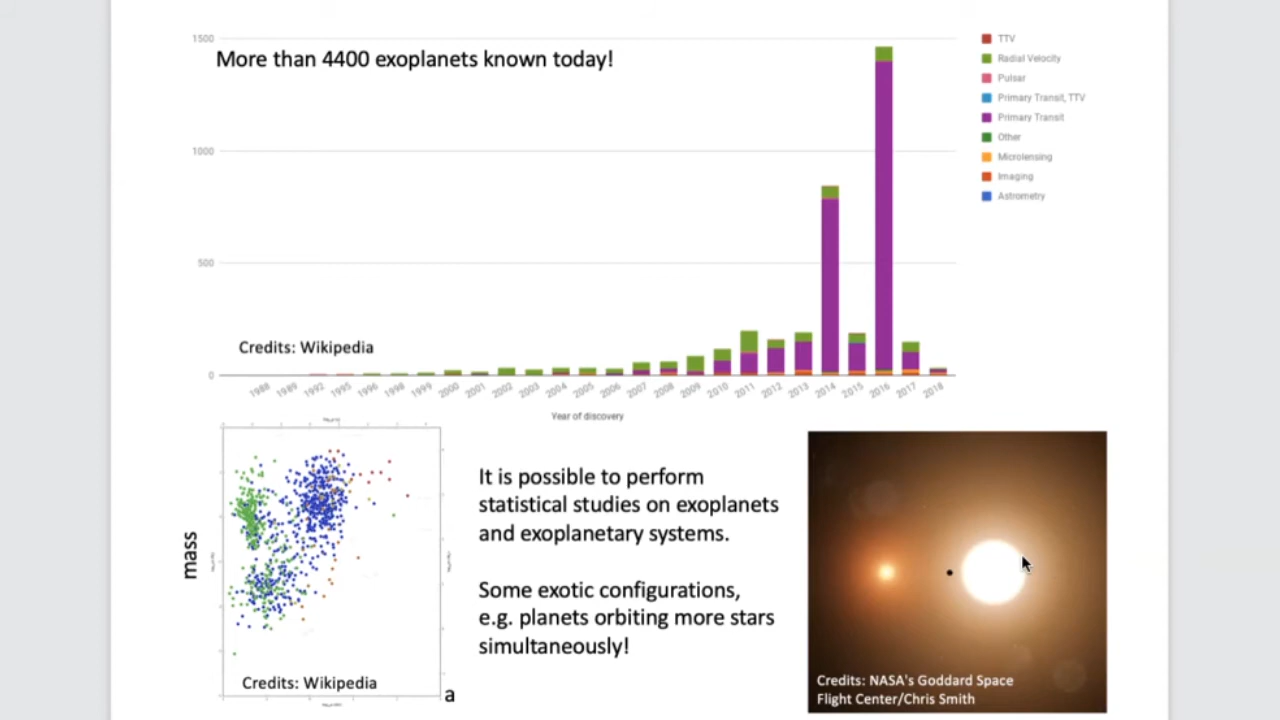 1500
More than 4400 exoplanets known today!
1000
500
0
Credits: Wikipedia
TTV
Radial Velocity
Pulsar
Primary Transit, TTV
Primary Transit
Other
Microlensing
Imaging
Astrometry
1988 1989 1992 1995 1996 1998 1999 2000 2001 2002 2003 2004 2005 2006 2007 2008 2009 2010 2011 2012 2013 2014 2015 2016 2017 2018
Year of discovery
mass
Credits: Wikipedia
a
It is possible to perform
statistical studies on exoplanets
and exoplanetary systems.
Some exotic configurations,
e.g. planets orbiting more stars
simultaneously!
Credits: NASA's Goddard Space
Flight Center/Chris Smith